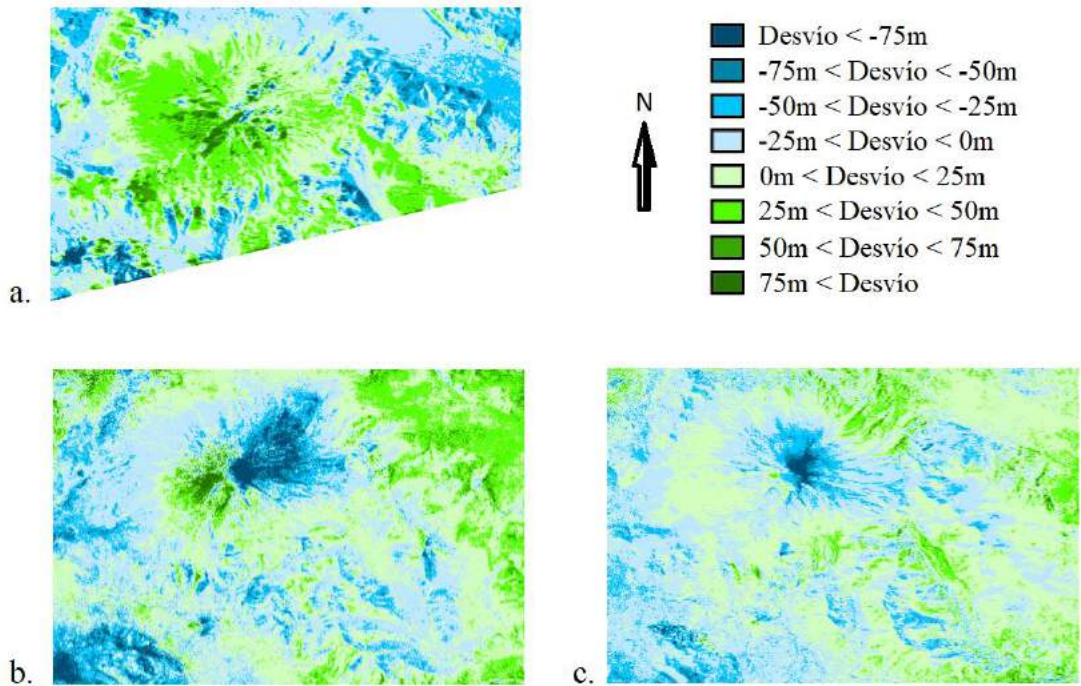 Desvío < -75m
-75m < Desvío < -50m
-50m < Desvío < -25m
-25m < Desvío < 0m
0m < Desvío < 25m
25m < Desvío < 50m
50m < Desvío < 75m
75m < Desvío
N
a.
b.
c.